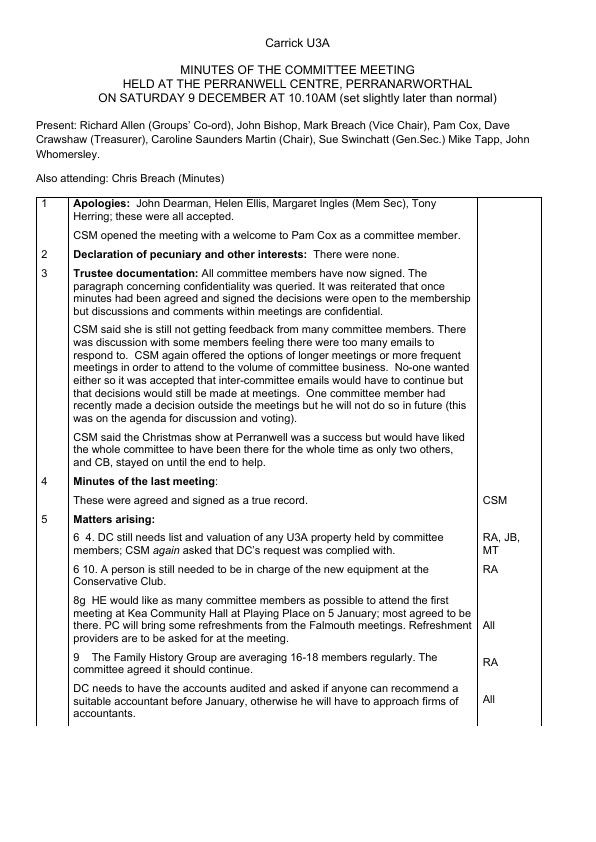 Carrick U3A
MINUTES OF THE COMMITTEE MEETING
HELD AT THE PERRANWELL CENTRE, PERRANARWORTHAL
ON SATURDAY 9 DECEMBER AT 10.10AM (set slightly later than normal)
Present: Richard Allen (Groups' Co-ord), John Bishop, Mark Breach (Vice Chair), Pam Cox, Dave
Crawshaw (Treasurer), Caroline Saunders Martin (Chair), Sue Swinchatt (Gen.Sec.) Mike Tapp, John
Whomersley.
Also attending: Chris Breach (Minutes)
1 Apologies: John Dearman, Helen Ellis, Margaret Ingles (Mem Sec), Tony
Herring; these were all accepted.
CSM opened the meeting with a welcome to Pam Cox as a committee member.
2 Declaration of pecuniary and other interests: There were none.
3 Trustee documentation: All committee members have now signed. The
paragraph concerning confidentiality was queried. It was reiterated that once
minutes had been agreed and signed the decisions were open to the membership
but discussions and comments within meetings are confidential.
CSM said she is still not getting feedback from many committee members. There
was discussion with some members feeling there were too many emails to
respond to. CSM again offered the options of longer meetings or more frequent
meetings in order to attend to the volume of committee business. No-one wanted
either so it was accepted that inter-committee emails would have to continue but
that decisions would still be made at meetings. One committee member had
recently made a decision outside the meetings but he will not do so in future (this
was on the agenda for discussion and voting).
CSM said the Christmas show at Perranwell was a success but would have liked
the whole committee to have been there for the whole time as only two others,
and CB, stayed on until the end to help.
4 Minutes of the last meeting:
These were agreed and signed as a true record. CSM
5 Matters arising:
6 4. DC still needs list and valuation of any U3A property held by committee RA, JB,
members; CSM again asked that DC's request was complied with. MT
6 10. A person is still needed to be in charge of the new equipment at the RA
Conservative Club.
8g HE would like as many committee members as possible to attend the first
meeting at Kea Community Hall at Playing Place on 5 January; most agreed to be
there. PC will bring some refreshments from the Falmouth meetings. Refreshment All
providers are to be asked for at the meeting.
9 The Family History Group are averaging 16-18 members regularly. The RA
committee agreed it should continue.
DC needs to have the accounts audited and asked if anyone can recommend a
suitable accountant before January, otherwise he will have to approach firms of All
accountants.